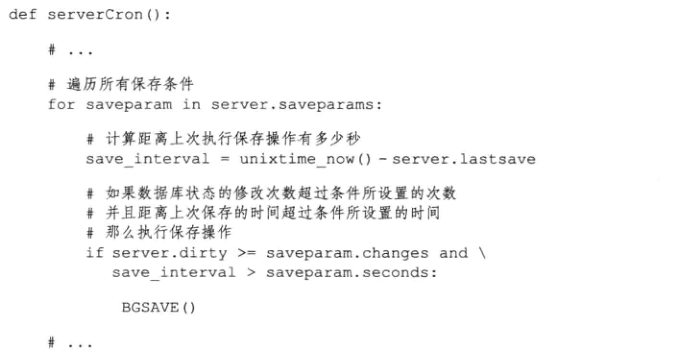 def serverCron():
# ...
# 遍历所有保存条件
for saveparam in server.saveparams:
# 计算距离上次执行保存操作有多少秒
save_interval = unixtime_now() - server.lastsave
# 如果数据库状态的修改次数超过条件所设置的次数
# 并且距离上次保存的时间超过条件所设置的时间
# 那么执行保存操作
if server.dirty >= saveparam.changes and \
save_interval > saveparam.seconds:
BGSAVE()
# ...